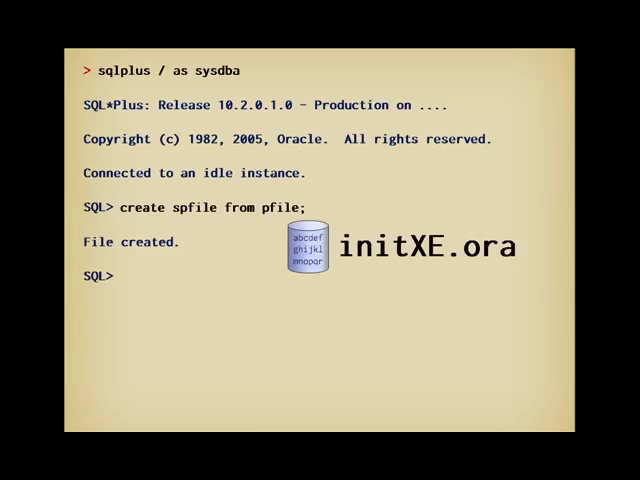 > sqlplus / as sysdba
SQL*Plus: Release 10.2.0.1.0 - Production on ....
Copyright (c) 1982, 2005, Oracle.  All rights reserved.
Connected to an idle instance.
SQL> create spfile from pfile;
File created.
abcdef
ghijkl
mnopqr
initXE.ora
SQL>